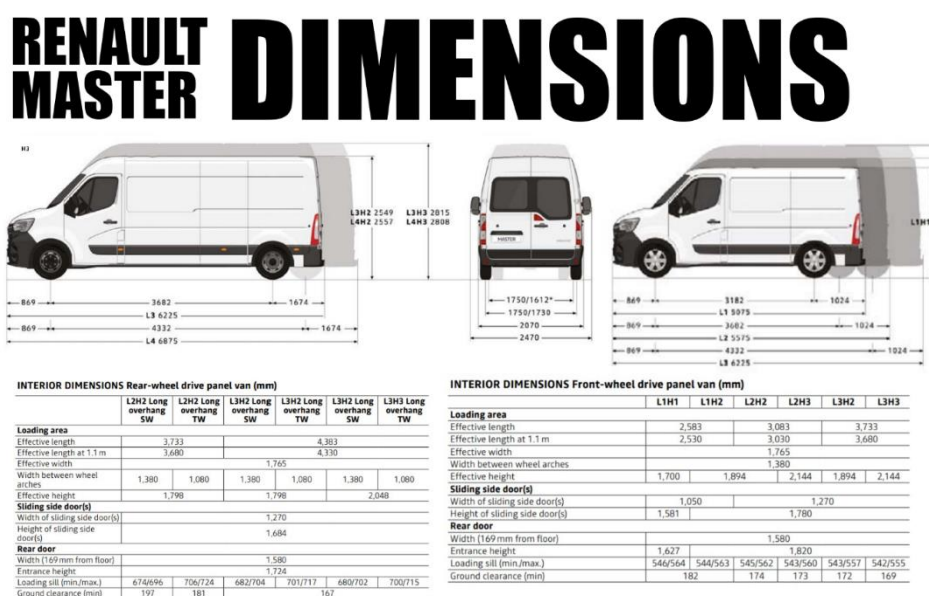 RENAULT
MASTER
DIMENSIONS
H3
L3H2 2549
L4H2 2557
L3H3 2815
L4H3 2808
L1H1
869
3682
1674
L3 6225
869
4332
1674
L4 6875
1750/1612*
1750/1730
2070
2470
MASTER
869
3182
1024
L1 5075
869
3682
1024
L2 5575
869
4332
1024
L3 6225
INTERIOR DIMENSIONS Rear-wheel drive panel van (mm)
L2H2 Long overhang SW L2H2 Long overhang TW L3H2 Long overhang SW L3H2 Long overhang TW L3H2 Long overhang SW L3H3 Long overhang TW
Loading area
Effective length 3,733 4,383
Effective length at 1.1 m 3,680 4,330
Effective width 1,765
Width between wheel arches 1,380 1,080 1,380 1,080 1,380 1,080
Effective height 1,798 1,798 2,048
Sliding side door(s)
Width of sliding side door(s) 1,270
Height of sliding side door(s) 1,684
Rear door
Width (169 mm from floor) 1,580
Entrance height 1,724
Loading sill (min./max.) 674/696 706/724 682/704 701/717 680/702 700/715
Ground clearance (min) 197 181 167
INTERIOR DIMENSIONS Front-wheel drive panel van (mm)
L1H1 L1H2 L2H2 L2H3 L3H2 L3H3
Loading area
Effective length 2,583 3,083 3,733
Effective length at 1.1 m 2,530 3,030 3,680
Effective width 1,765
Width between wheel arches 1,380
Effective height 1,700 1,894 2,144 1,894 2,144
Sliding side door(s)
Width of sliding side door(s) 1,050 1,270
Height of sliding side door(s) 1,581 1,780
Rear door
Width (169 mm from floor) 1,580
Entrance height 1,627 1,820
Loading sill (min./max.) 546/564 544/563 545/562 543/560 543/557 542/555
Ground clearance (min) 182 174 173 172 169